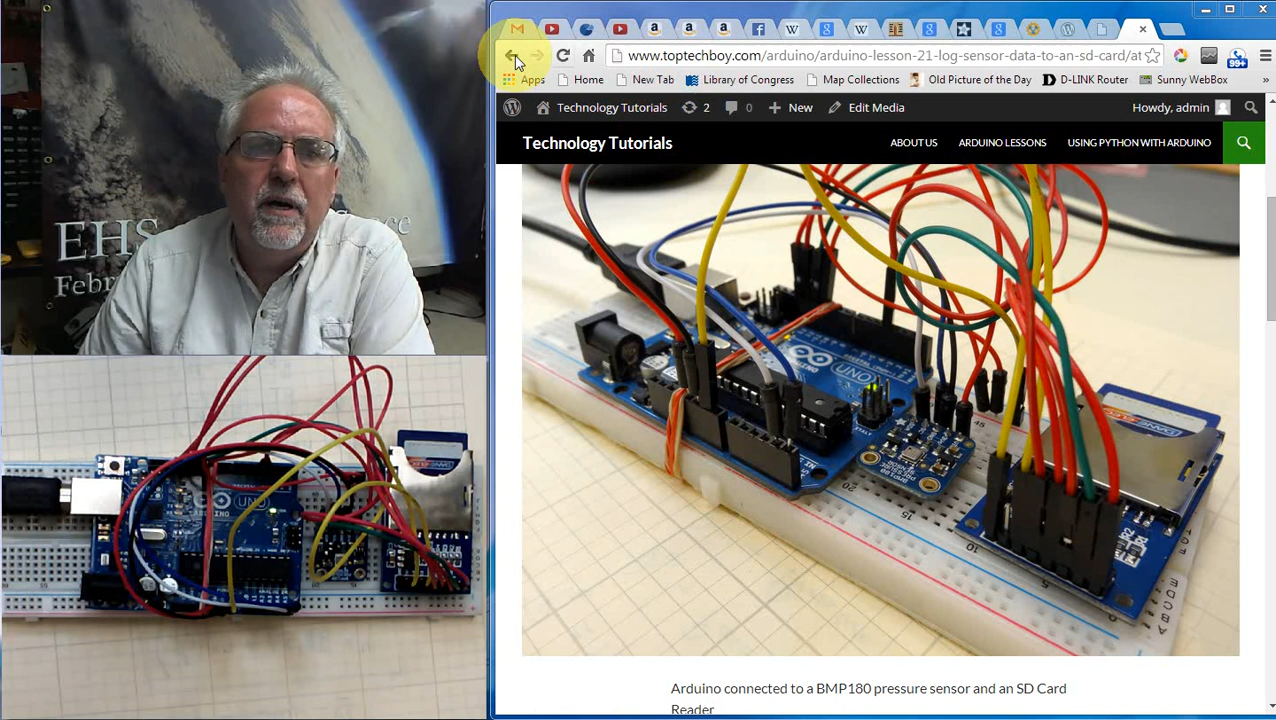 www.toptechboy.com/arduino/arduino-lesson-21-log-sensor-data-to-an-sd-card/at
Apps Home New Tab Library of Congress Map Collections Old Picture of the Day D-LINK Router Sunny Webbox »
99+
Technology Tutorials 2 0 + New Edit Media Howdy, admin
Technology Tutorials ABOUT US ARDUINO LESSONS USING PYTHON WITH ARDUINO
EHS
Febr
UNO
ARDUINO
UNO
Arduino connected to a BMP180 pressure sensor and an SD Card
Reader